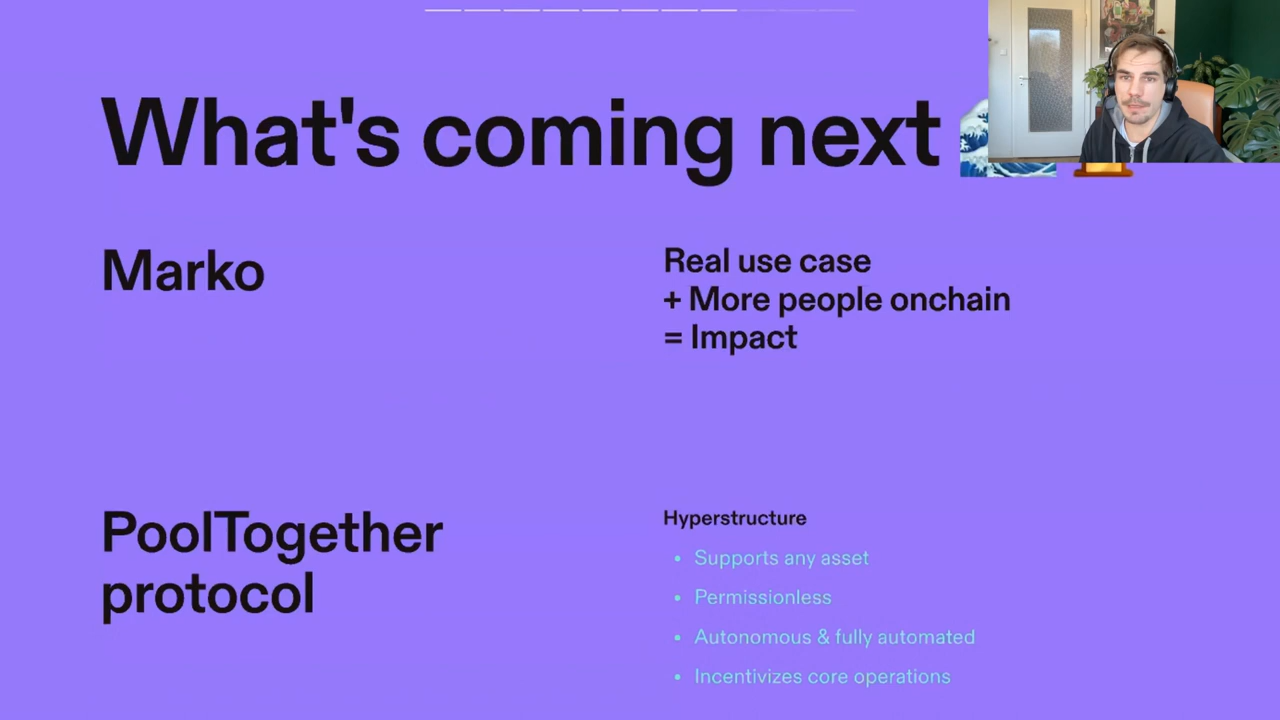 What's coming next
Marko
Real use case
+ More people onchain
= Impact
PoolTogether
protocol
Hyperstructure
• Supports any asset
• Permissionless
• Autonomous & fully automated
• Incentivizes core operations